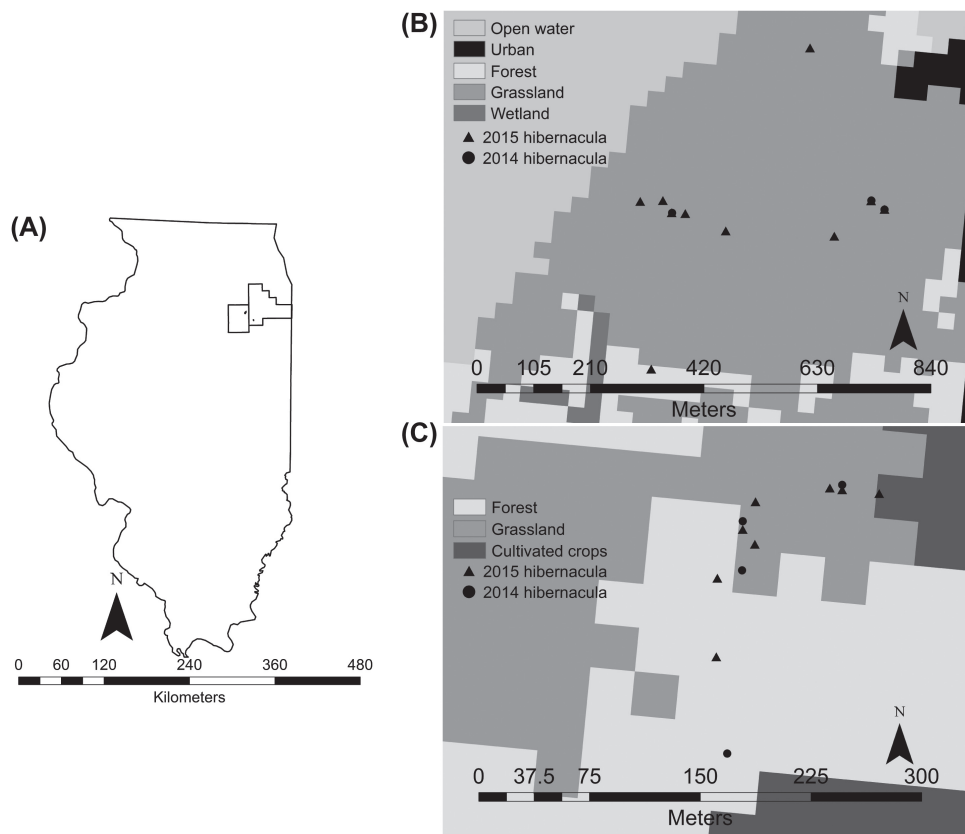 (A)
N
0 60 120 240 360 480
Kilometers
(B)
Open water
Urban
Forest
Grassland
Wetland
2015 hibernacula
2014 hibernacula
N
0 105 210 420 630 840
Meters
(C)
Forest
Grassland
Cultivated crops
2015 hibernacula
2014 hibernacula
N
0 37.5 75 150 225 300
Meters